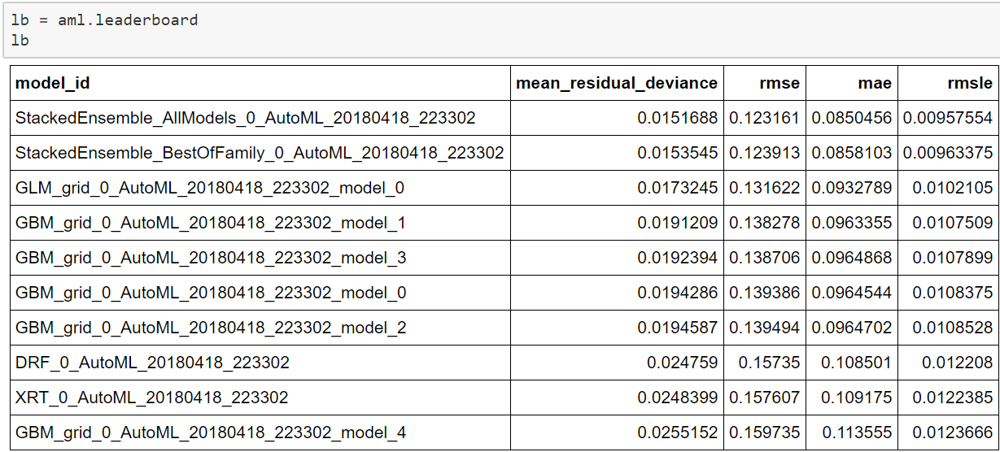 lb = aml.leaderboard
lb
model_id mean_residual_deviance rmse mae rmsle
StackedEnsemble_AllModels_0_AutoML_20180418_223302 0.0151688 0.123161 0.0850456 0.00957554
StackedEnsemble_BestOfFamily_0_AutoML_20180418_223302 0.0153545 0.123913 0.0858103 0.00963375
GLM_grid_0_AutoML_20180418_223302_model_0 0.0173245 0.131622 0.0932789 0.0102105
GBM_grid_0_AutoML_20180418_223302_model_1 0.0191209 0.138278 0.0963355 0.0107509
GBM_grid_0_AutoML_20180418_223302_model_3 0.0192394 0.138706 0.0964868 0.0107899
GBM_grid_0_AutoML_20180418_223302_model_0 0.0194286 0.139386 0.0964544 0.0108375
GBM_grid_0_AutoML_20180418_223302_model_2 0.0194587 0.139494 0.0964702 0.0108528
DRF_0_AutoML_20180418_223302 0.024759 0.15735 0.108501 0.012208
XRT_0_AutoML_20180418_223302 0.0248399 0.157607 0.109175 0.0122385
GBM_grid_0_AutoML_20180418_223302_model_4 0.0255152 0.159735 0.113555 0.0123666